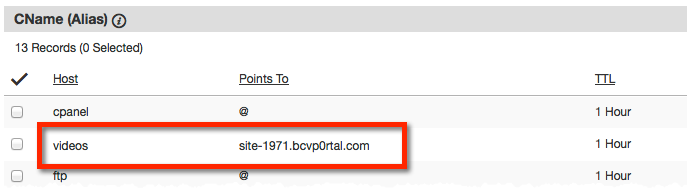 CName (Alias) i
13 Records (0 Selected)
Host Points To TTL
cpanel @ 1 Hour
videos site-1971.bcvp0rtal.com 1 Hour
ftp @ 1 Hour